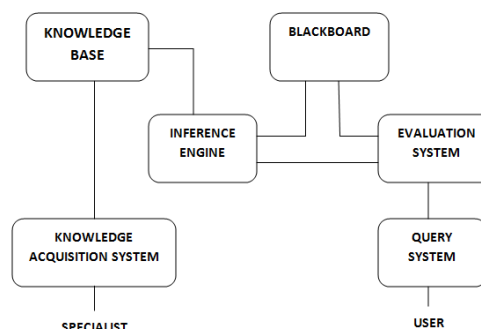 KNOWLEDGE
BASE
BLACKBOARD
INFERENCE
ENGINE
EVALUATION
SYSTEM
KNOWLEDGE
ACQUISITION SYSTEM
QUERY
SYSTEM
SPECIALIST
USER